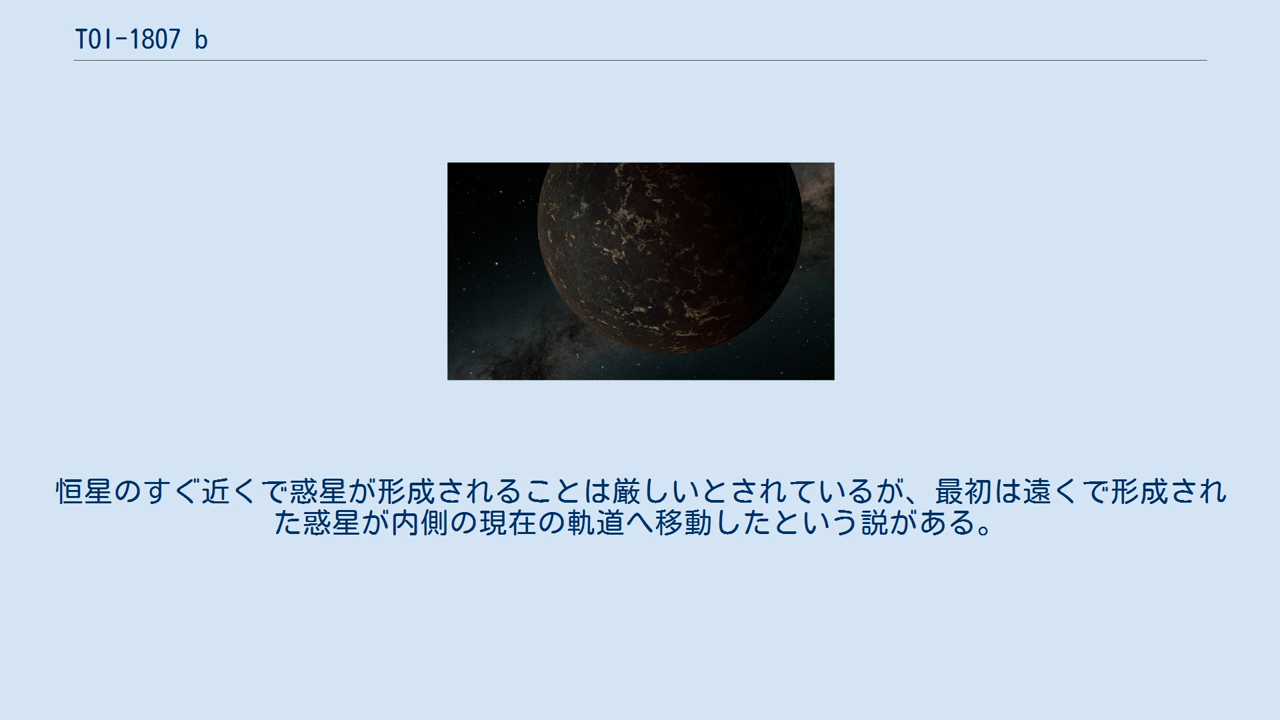 TOI-1807 b
恒星のすぐ近くで惑星が形成されることは厳しいとされているが、最初は遠くで形成され
た惑星が内側の現在の軌道へ移動したという説がある。